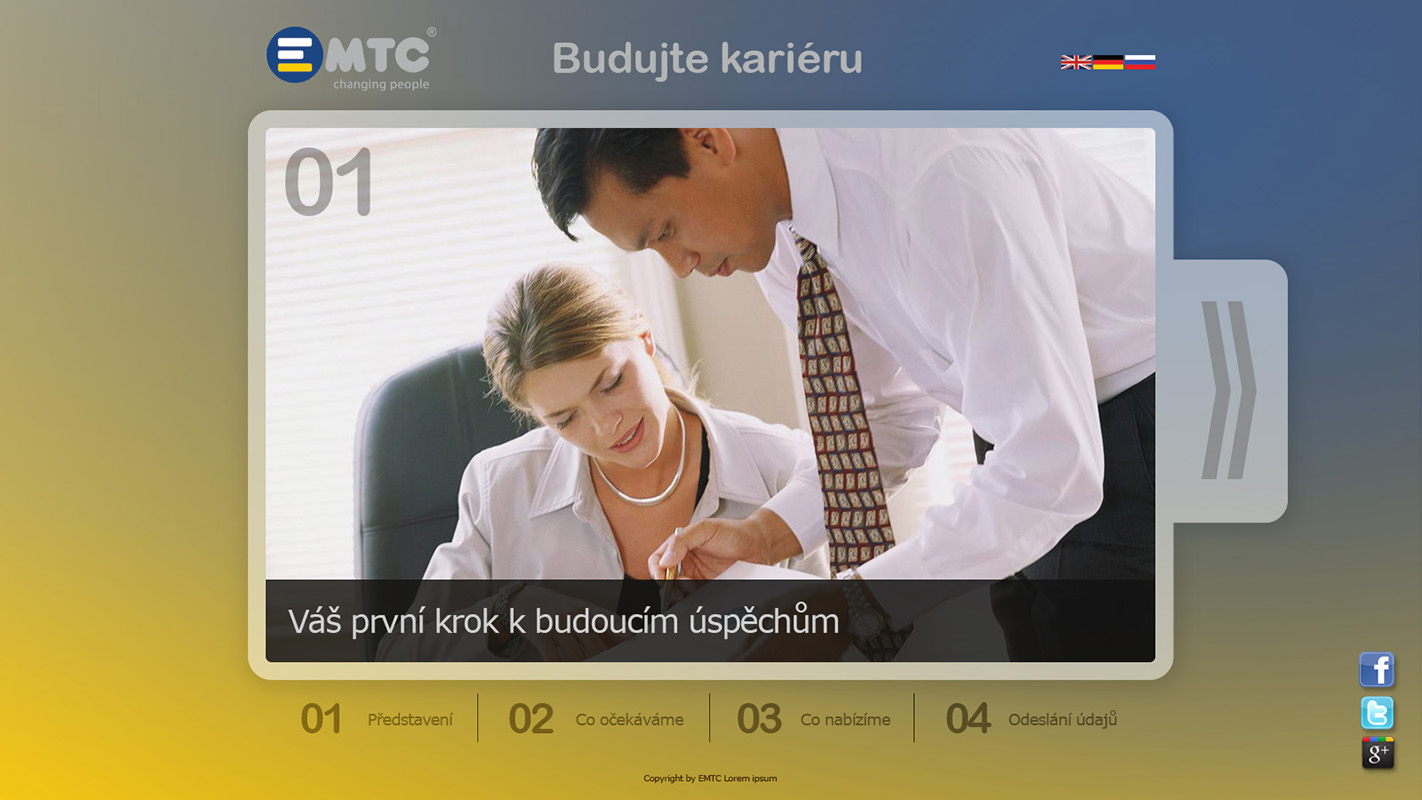 EMTC®
changing people
Budujte kariéru
01
Váš první krok k budoucím úspěchům
01 Představení
02 Co očekáváme
03 Co nabízíme
04 Odeslání údajů
Copyright by EMTC Lorem ipsum
f
t
g+